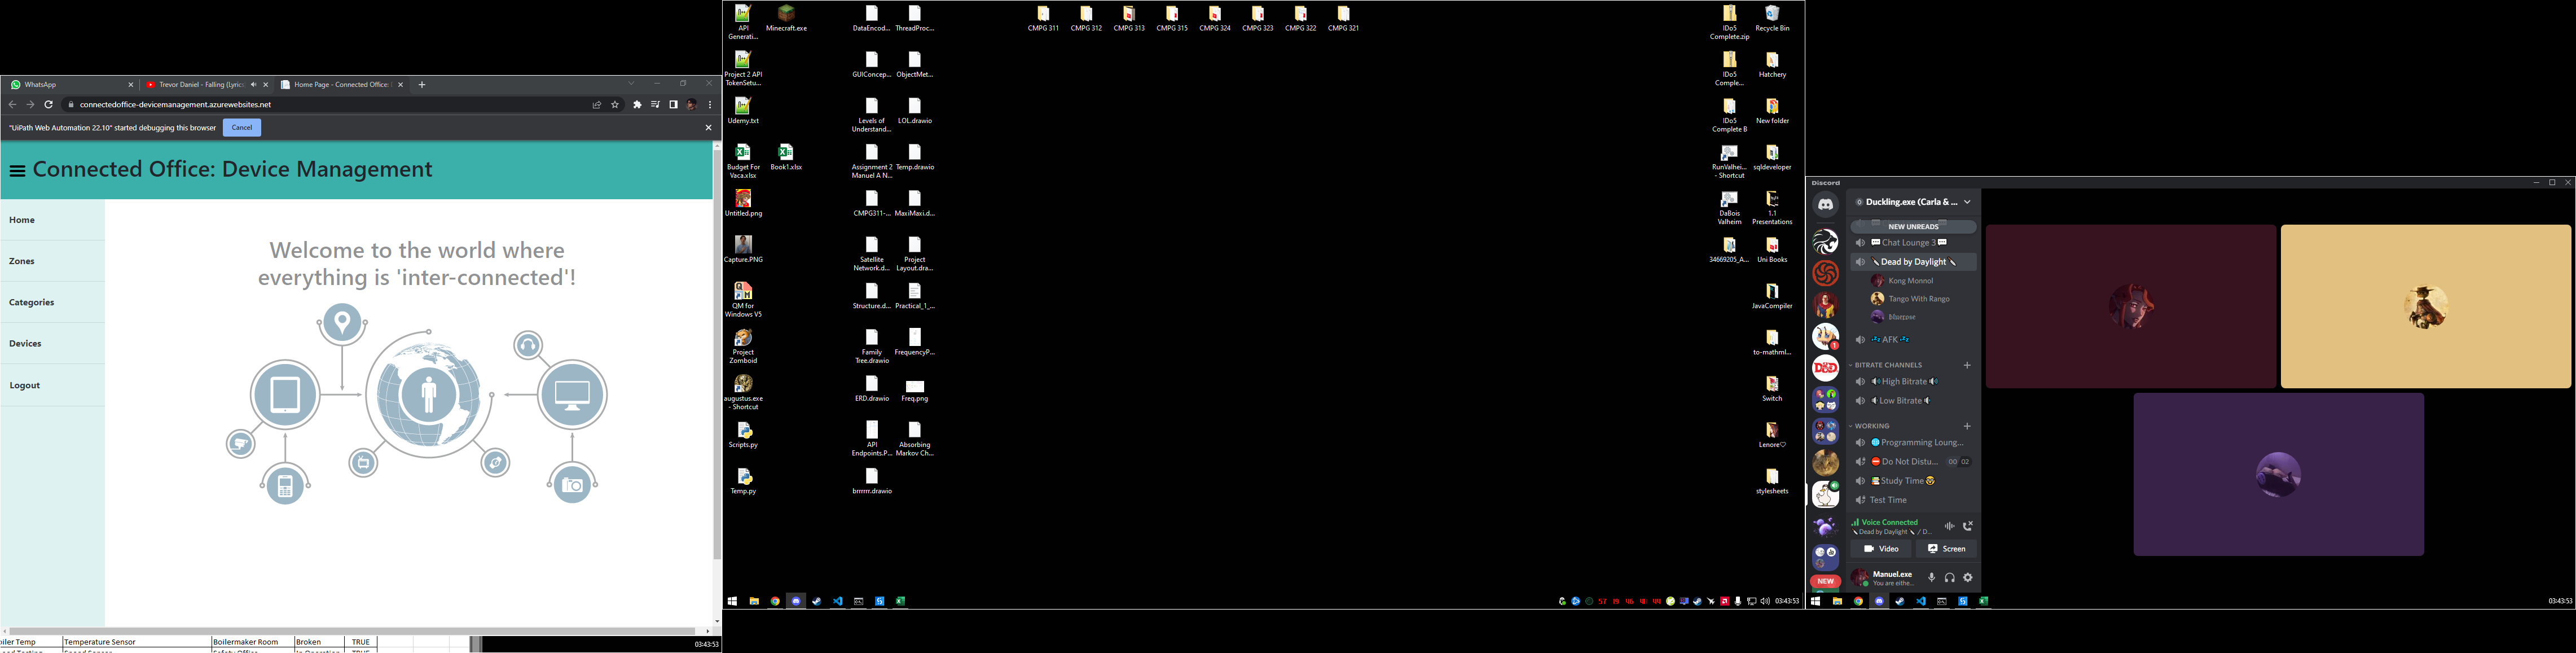 WhatsApp
Trevor Daniel - Falling (Lyrics
Home Page - Connected Office:
connectedoffice-devicemanagement.azurewebsites.net
"UiPath Web Automation 22.10" started debugging this browser
Cancel
Connected Office: Device Management
Home
Zones
Categories
Devices
Logout
Welcome to the world where
everything is 'inter-connected'!
oiler Temp
Temperature Sensor
Boilermaker Room
Broken
TRUE
03:43:53
API
Generati...
Minecraft.exe
Project 2 API
TokenSetu...
Udemy.txt
Budget For
Vaca.xlsx
Book1.xlsx
Untitled.png
Capture.PNG
QM for
Windows V5
Project
Zomboid
augustus.exe
- Shortcut
Scripts.py
Temp.py
DataEncod...
ThreadProc...
GUIConcep...
ObjectMet...
Levels of
Understand...
LOL.drawio
Assignment 2
Manuel A N...
Temp.drawio
CMPG311-...
MaxiMaxi.d...
Satellite
Network.d...
Project
Layout.dra...
Structure.d...
Practical_1_...
Family
Tree.drawio
FrequencyP...
ERD.drawio
Freq.png
API
Endpoints.P...
Absorbing
Markov Ch...
brrrrrr.drawio
CMPG 311
CMPG 312
CMPG 313
CMPG 315
CMPG 324
CMPG 323
CMPG 322
CMPG 321
IDo5
Complete.zip
Recycle Bin
IDo5
Comple...
Hatchery
IDo5
Complete B
New folder
RunValhei...
- Shortcut
sqldeveloper
DaBois
Valheim
1.1
Presentations
34669205_A...
Uni Books
JavaCompiler
to-mathml...
Switch
Lenore♡
stylesheets
03:43:53
Discord
Duckling.exe (Carla & ...
NEW UNREADS
Chat Lounge 3
Dead by Daylight
Kong Monnol
Tango With Rango
AFK
BITRATE CHANNELS
High Bitrate
Low Bitrate
WORKING
Programming Loung...
Do Not Distu...
00 02
Study Time
Test Time
Voice Connected
Dead by Daylight / D...
Video
Screen
NEW
Manuel.exe
You are eithe...
03:43:53